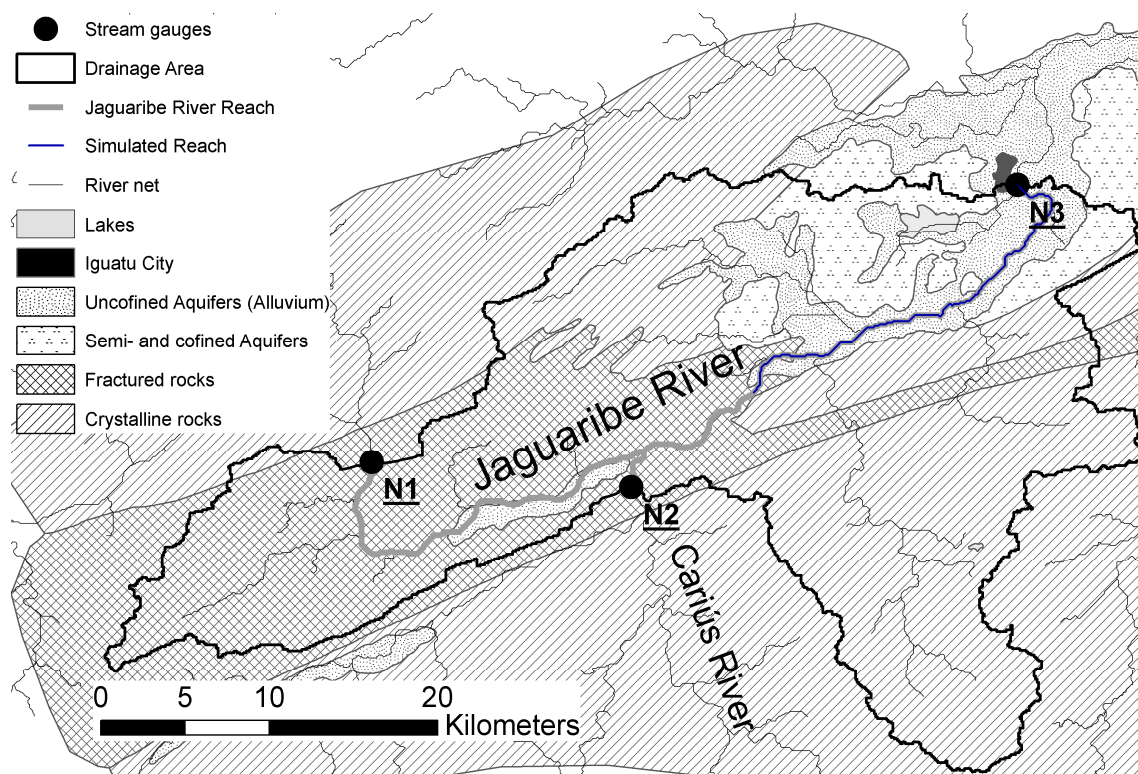 Stream gauges
Drainage Area
Jaguaribe River Reach
Simulated Reach
River net
Lakes
Iguatu City
Uncofined Aquifers (Alluvium)
Semi- and cofined Aquifers
Fractured rocks
Crystalline rocks
N3
Jaguaribe River
N1
N2
Cariús River
0 5 10 20
Kilometers